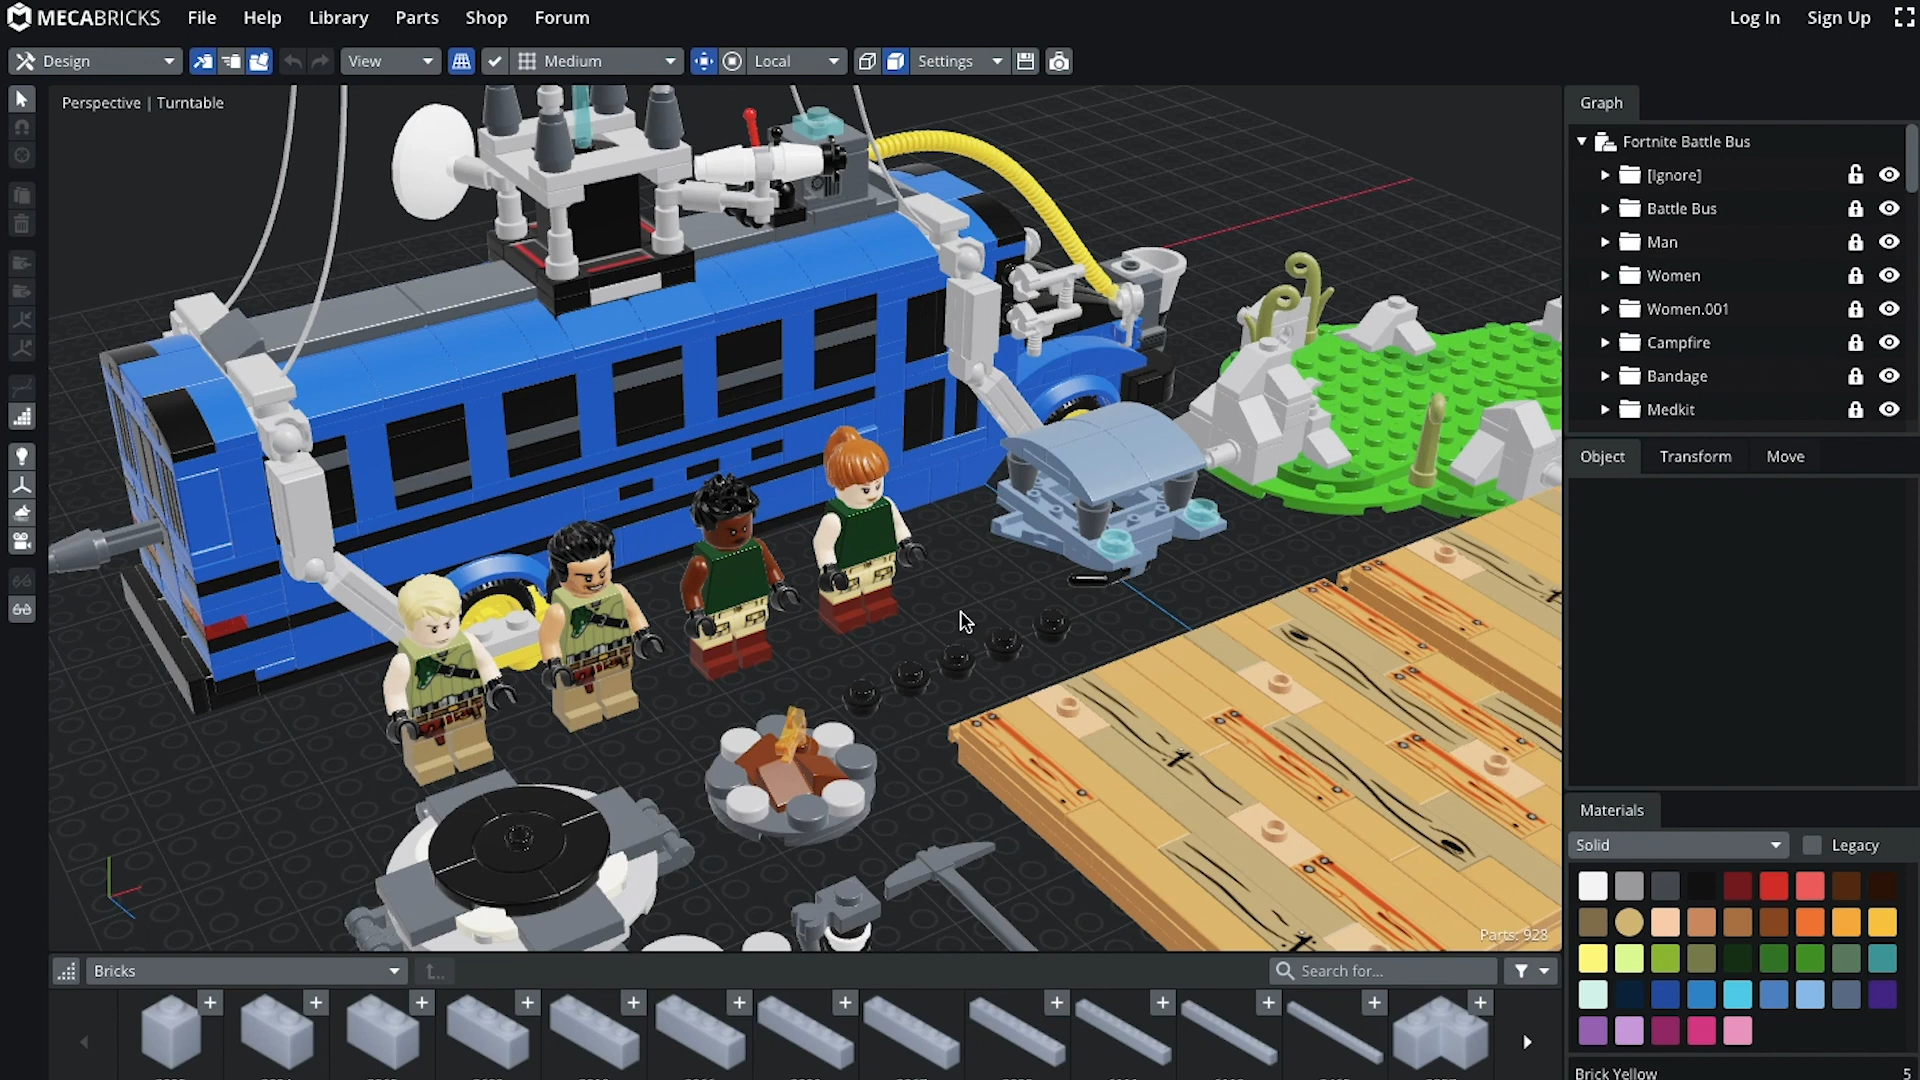 MECABRICKS File Help Library Parts Shop Forum Log In Sign Up
Design View Medium Local Settings
Perspective | Turntable
Graph
Fortnite Battle Bus
[Ignore]
Battle Bus
Man
Women
Women.001
Campfire
Bandage
Medkit
Object Transform Move
Materials
Solid Legacy
Parts: 928
Bricks Search for...
Brick Yellow 5